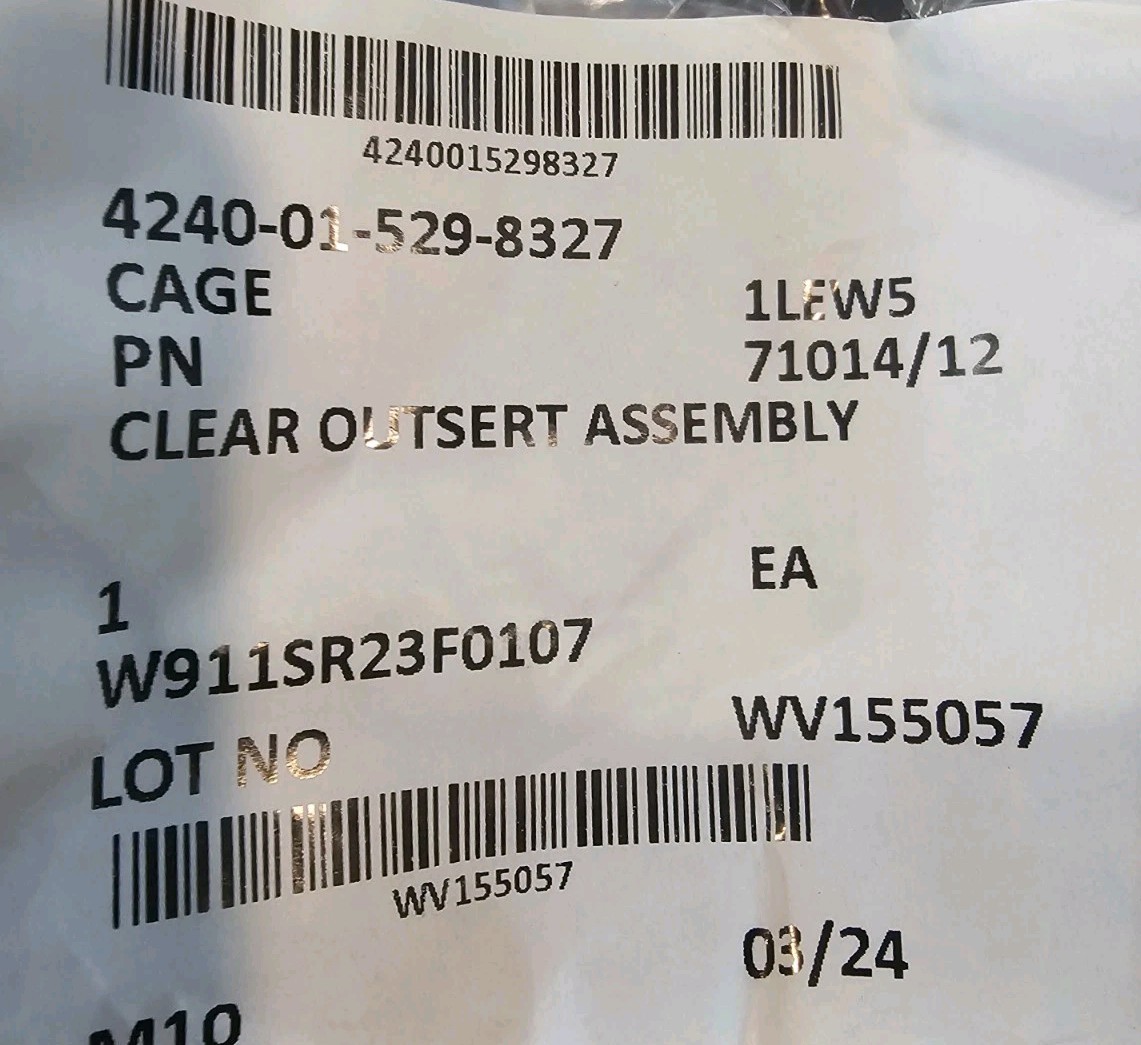 4240015298327
4240-01-529-8327
CAGE 1LEW5
PN 71014/12
CLEAR OUTSERT ASSEMBLY
1 EA
W911SR23F0107
LOT NO WV155057
WV155057
03/24
M10